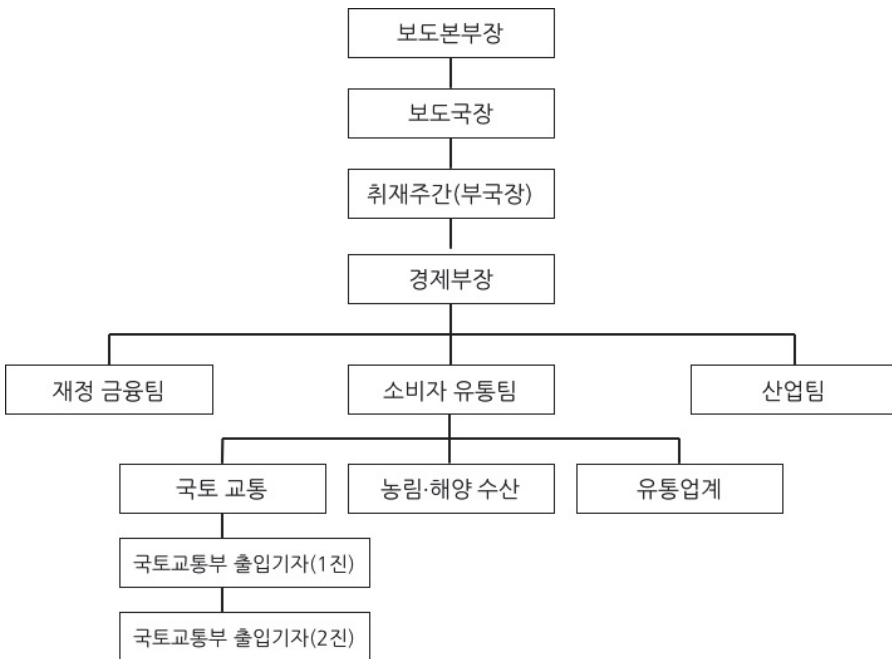 보도본부장
보도국장
취재주간(부국장)
경제부장
재정 금융팀
소비자 유통팀
산업팀
국토 교통
농림·해양 수산
유통업계
국토교통부 출입기자(1진)
국토교통부 출입기자(2진)